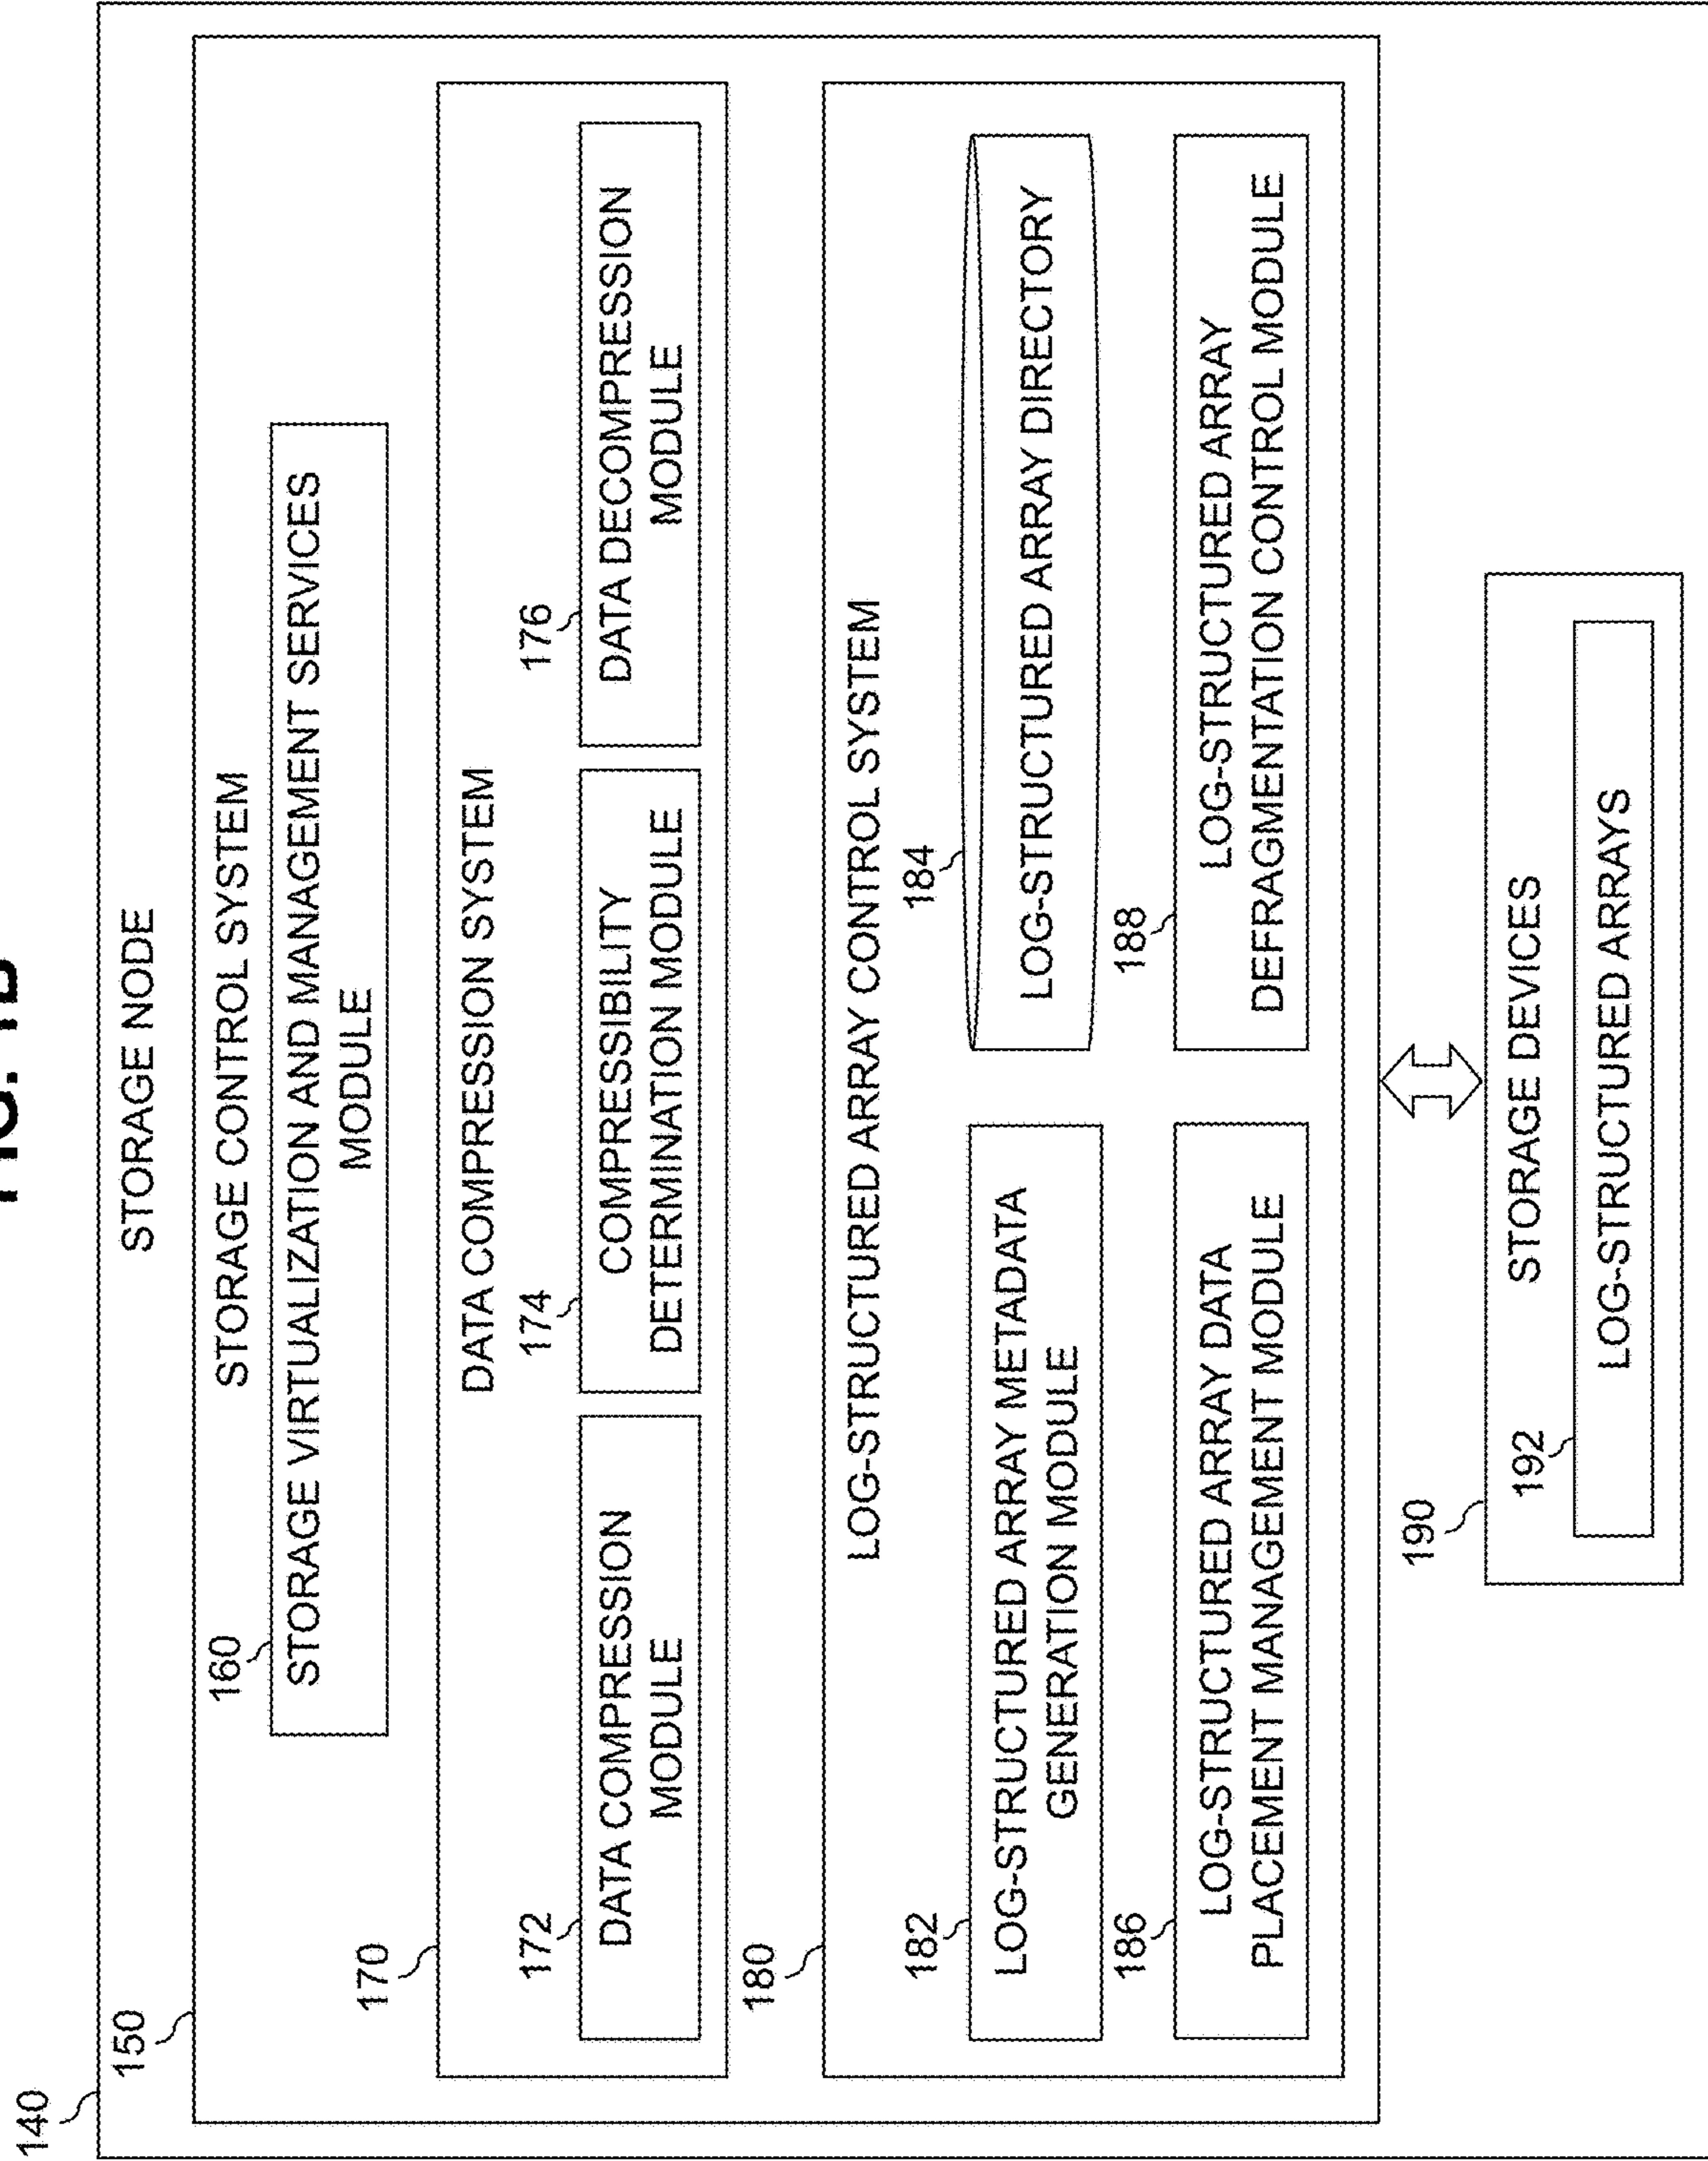 FIG. 1B
140
STORAGE NODE
150
STORAGE CONTROL SYSTEM
160
STORAGE VIRTUALIZATION AND MANAGEMENT SERVICES
MODULE
170
DATA COMPRESSION SYSTEM
172
DATA COMPRESSION
MODULE
174
COMPRESSIBILITY
DETERMINATION MODULE
176
DATA DECOMPRESSION
MODULE
180
LOG-STRUCTURED ARRAY CONTROL SYSTEM
182
LOG-STRUCTURED ARRAY METADATA
GENERATION MODULE
184
LOG-STRUCTURED ARRAY DIRECTORY
186
LOG-STRUCTURED ARRAY DATA
PLACEMENT MANAGEMENT MODULE
188
LOG-STRUCTURED ARRAY
DEFRAGMENTATION CONTROL MODULE
190
STORAGE DEVICES
192
LOG-STRUCTURED ARRAYS